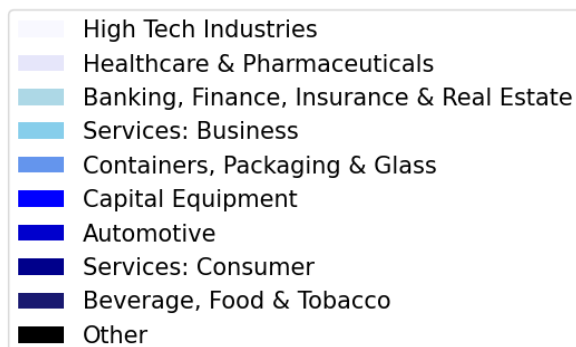 High Tech Industries
Healthcare & Pharmaceuticals
Banking, Finance, Insurance & Real Estate
Services: Business
Containers, Packaging & Glass
Capital Equipment
Automotive
Services: Consumer
Beverage, Food & Tobacco
Other